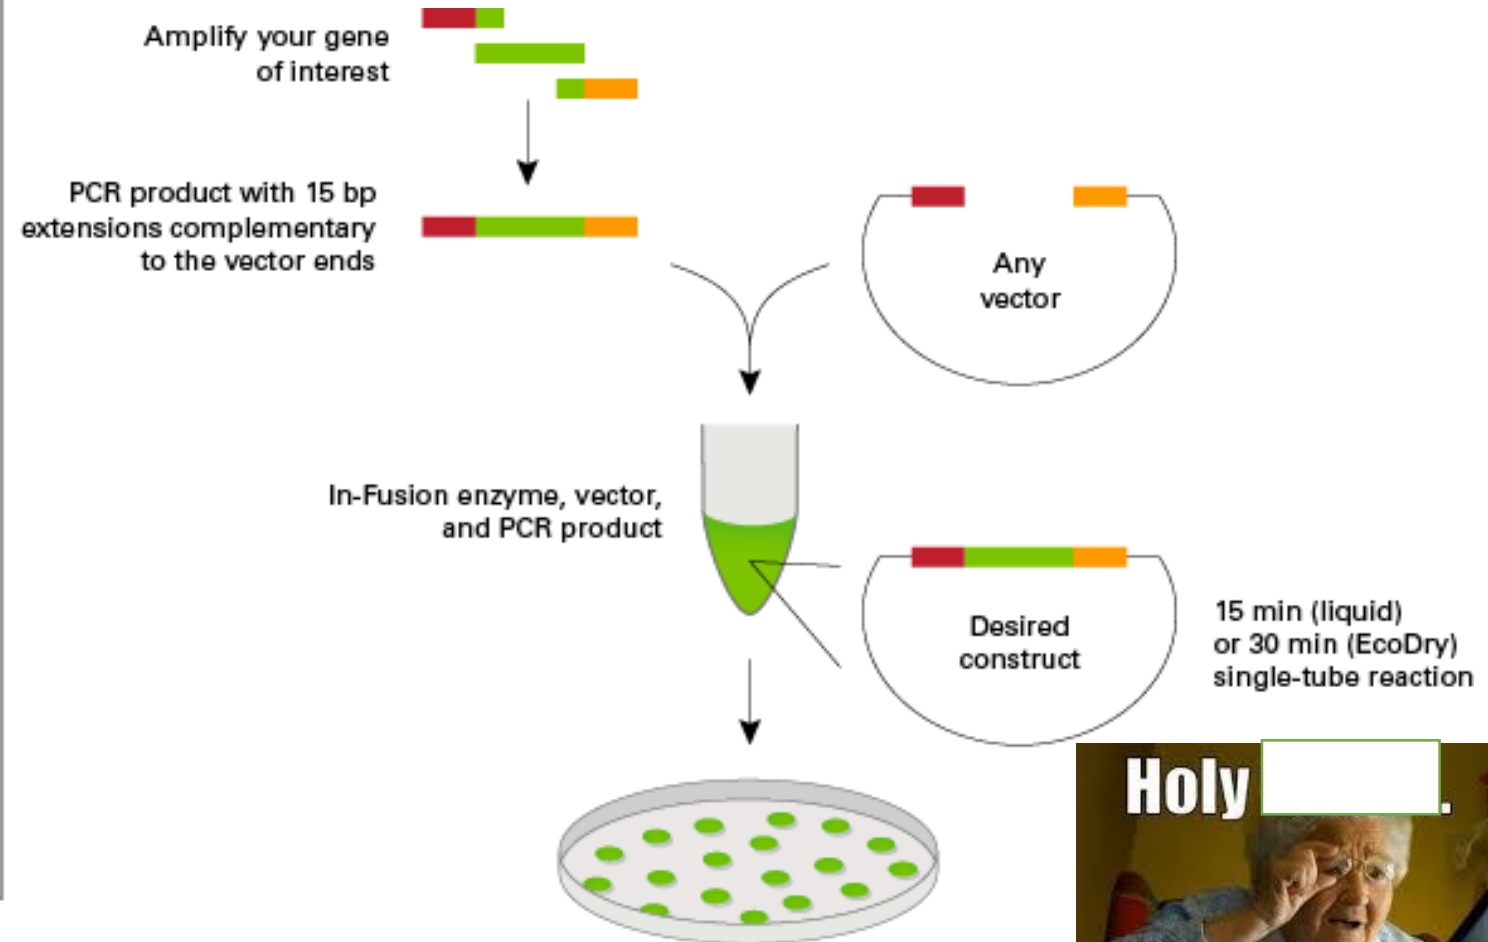 Amplify your gene
of interest
PCR product with 15 bp
extensions complementary
to the vector ends
Any
vector
In-Fusion enzyme, vector,
and PCR product
Desired
construct
15 min (liquid)
or 30 min (EcoDry)
single-tube reaction
Holy .